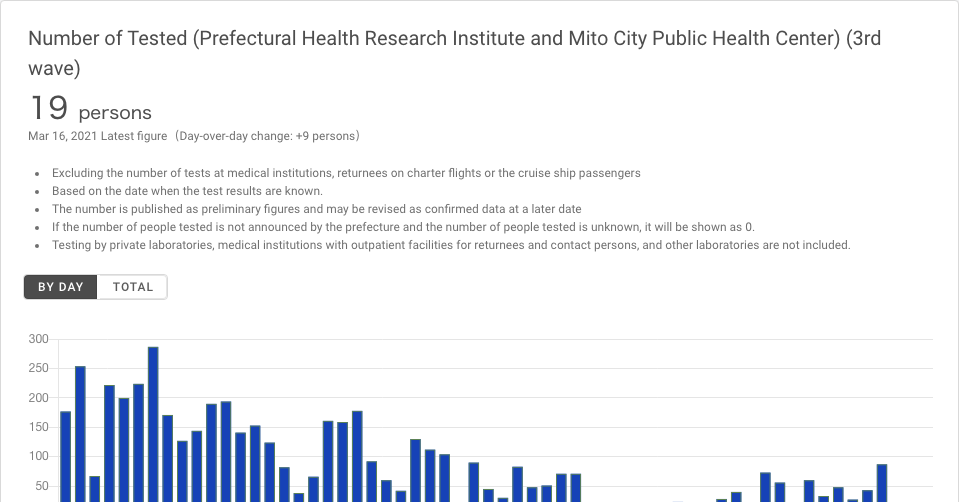 Number of Tested (Prefectural Health Research Institute and Mito City Public Health Center) (3rd
wave)
19 persons
Mar 16, 2021 Latest figure（Day-over-day change: +9 persons）
• Excluding the number of tests at medical institutions, returnees on charter flights or the cruise ship passengers
• Based on the date when the test results are known.
• The number is published as preliminary figures and may be revised as confirmed data at a later date
• If the number of people tested is not announced by the prefecture and the number of people tested is unknown, it will be shown as 0.
• Testing by private laboratories, medical institutions with outpatient facilities for returnees and contact persons, and other laboratories are not included.
BY DAY TOTAL
300
250
200
150
100
50